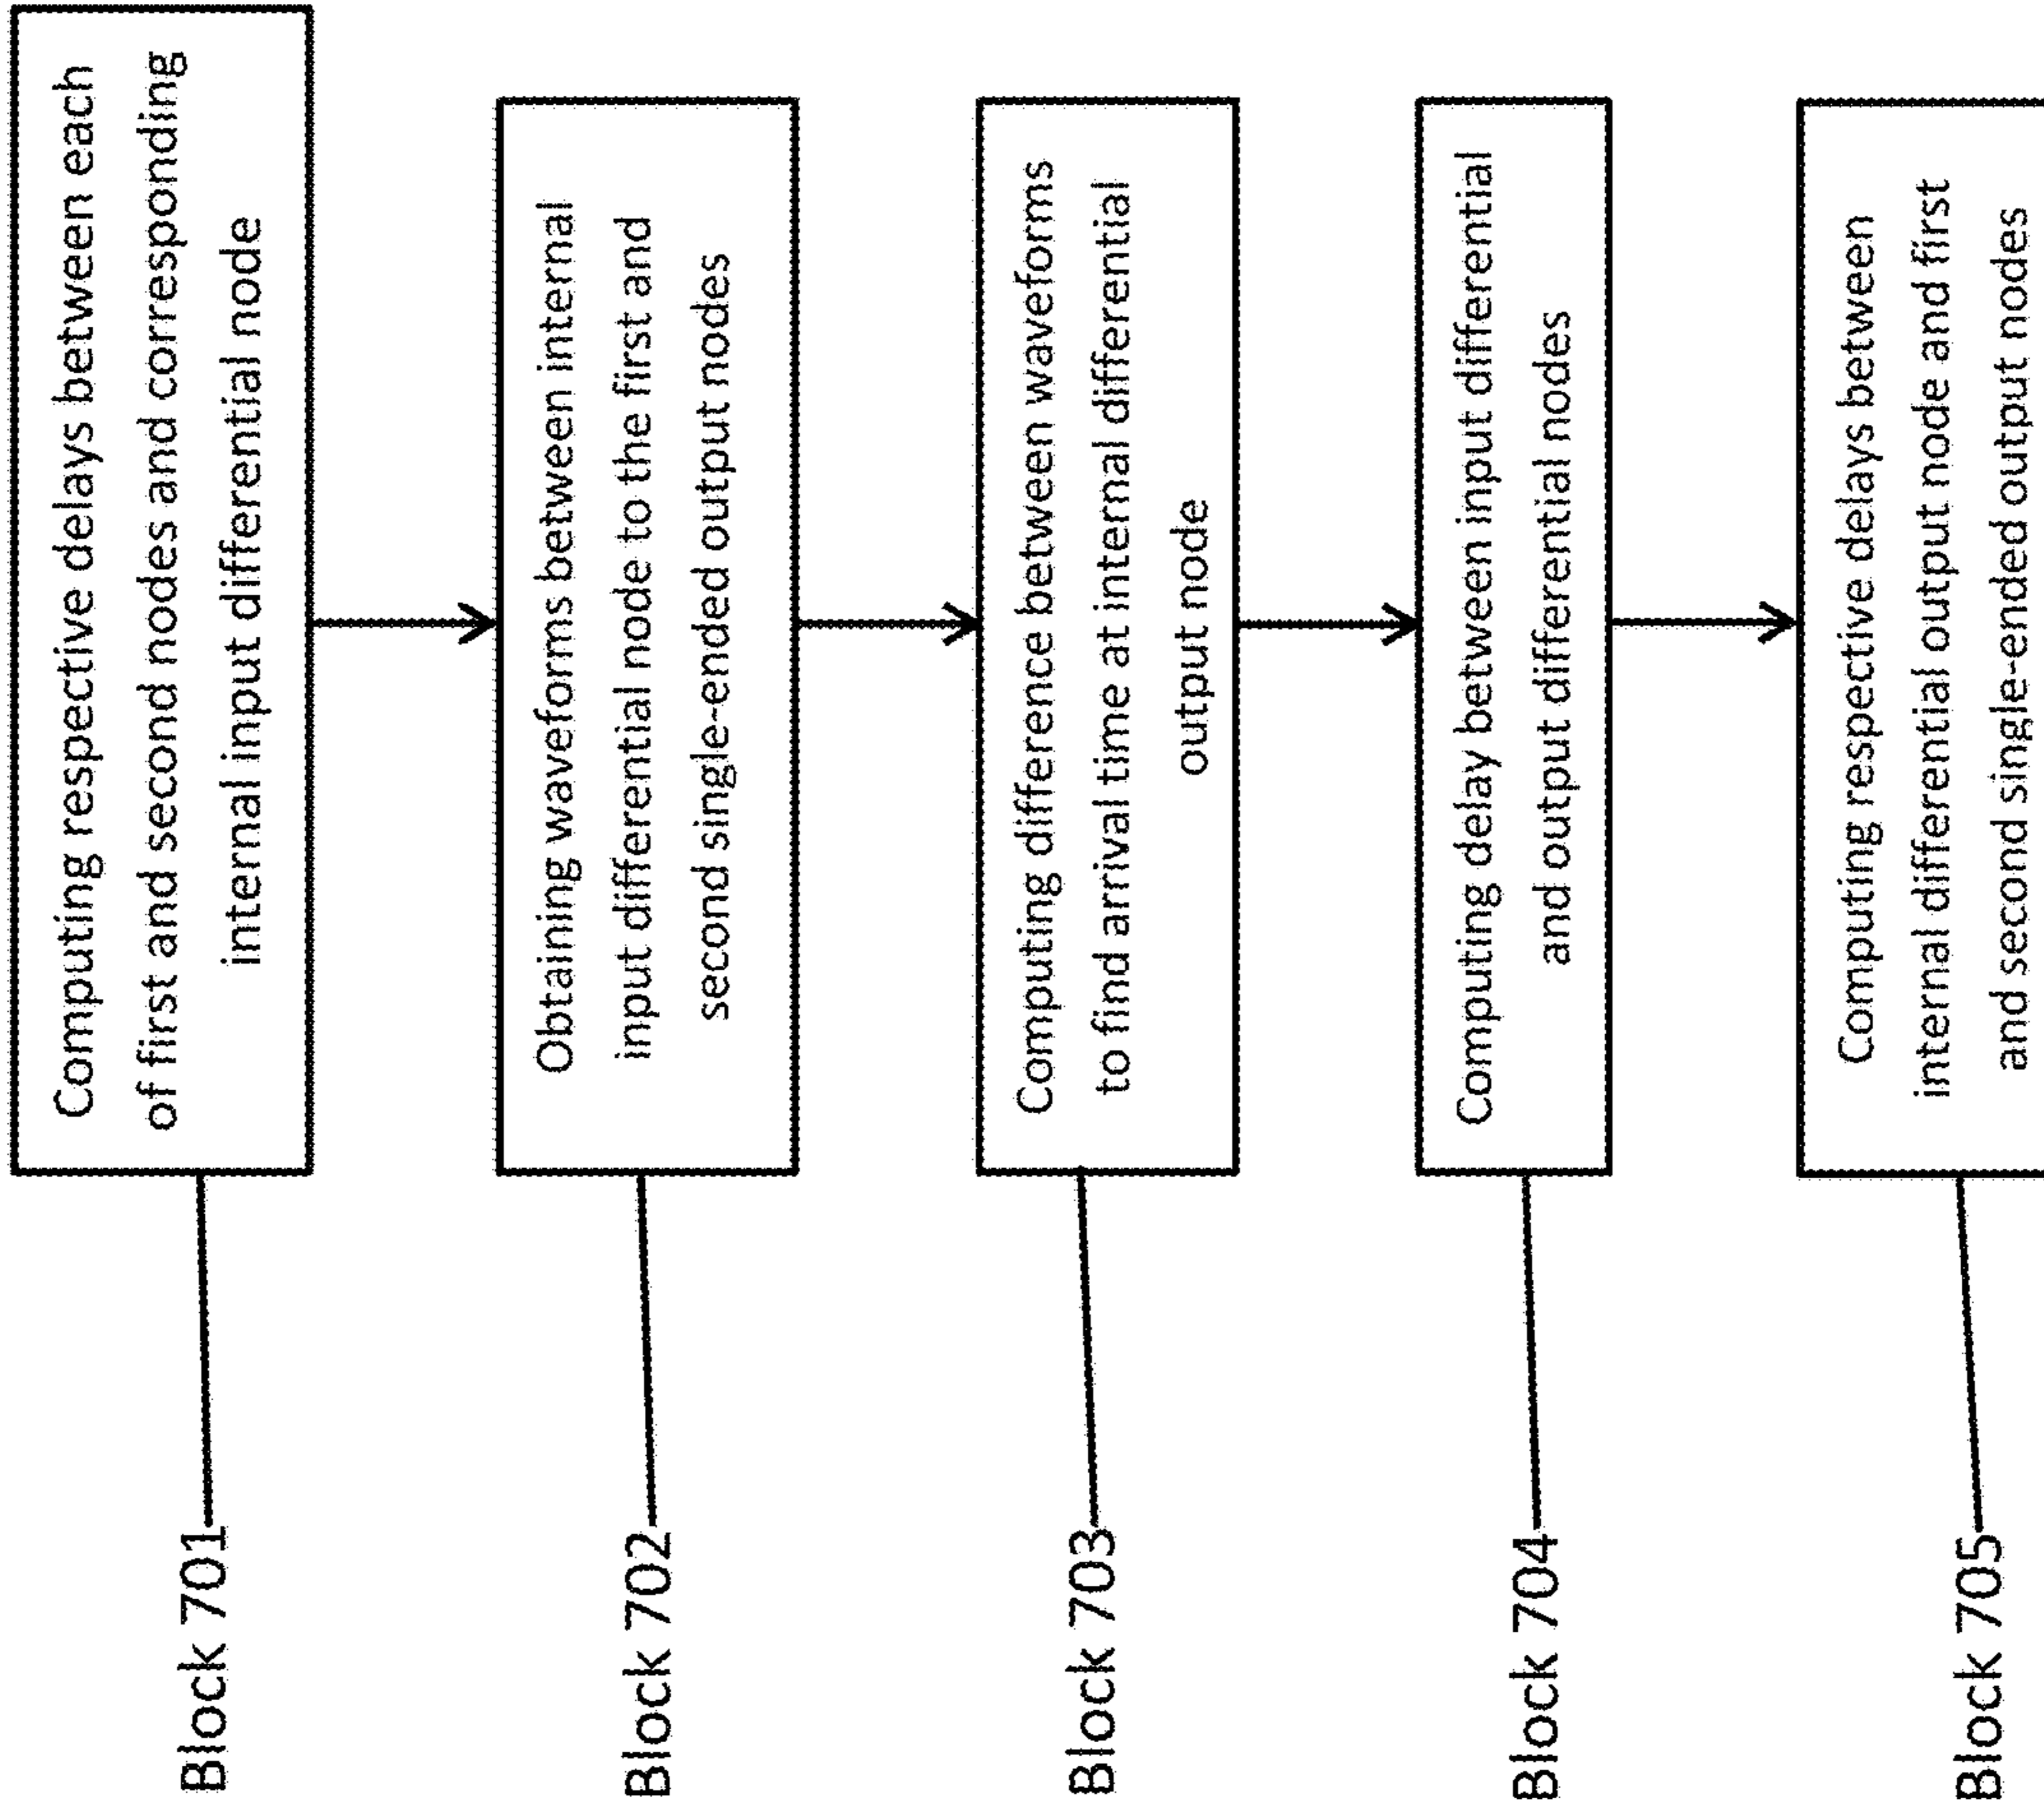 Block 701
Computing respective delays between each
of first and second nodes and corresponding
internal input differential node
Block 702
Obtaining waveforms between internal
input differential node to the first and
second single-ended output nodes
Block 703
Computing difference between waveforms
to find arrival time at internal differential
output node
Block 704
Computing delay between input differential
and output differential nodes
Block 705
Computing respective delays between
internal differential output node and first
and second single-ended output nodes